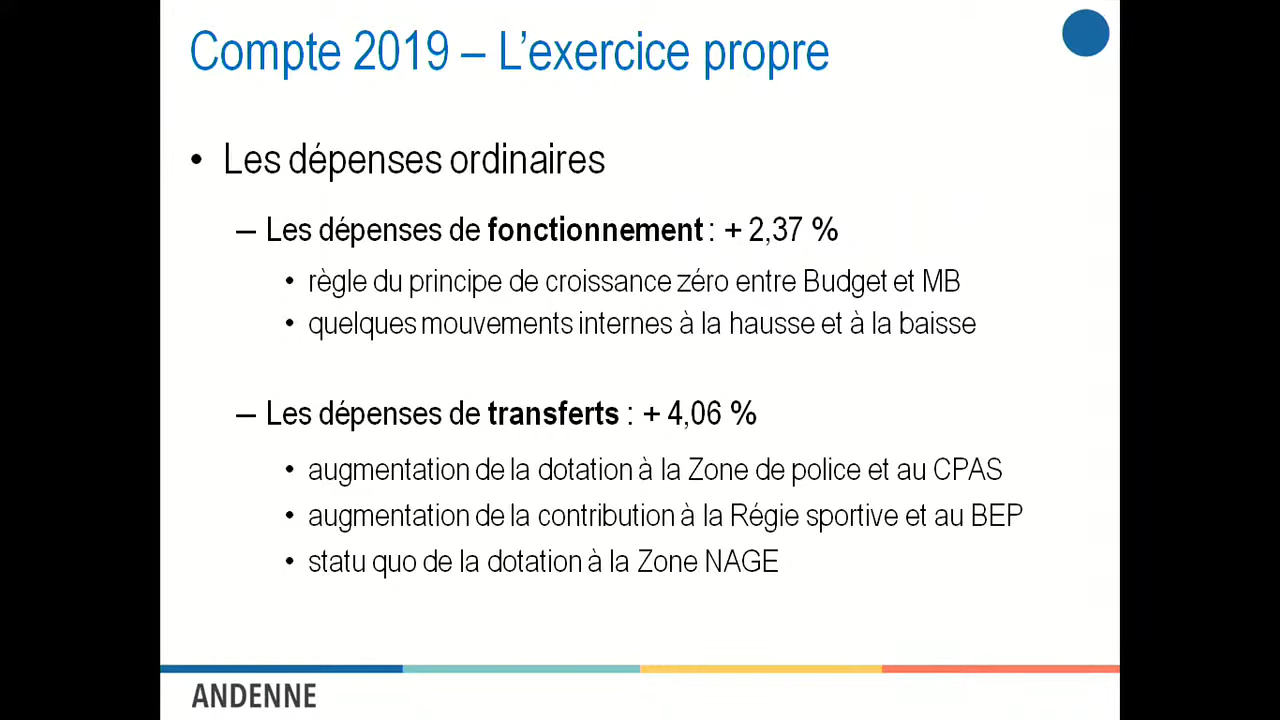 Compte 2019 – L'exercice propre
• Les dépenses ordinaires
– Les dépenses de fonctionnement : + 2,37 %
• règle du principe de croissance zéro entre Budget et MB
• quelques mouvements internes à la hausse et à la baisse
– Les dépenses de transferts : + 4,06 %
• augmentation de la dotation à la Zone de police et au CPAS
• augmentation de la contribution à la Régie sportive et au BEP
• statu quo de la dotation à la Zone NAGE
ANDENNE